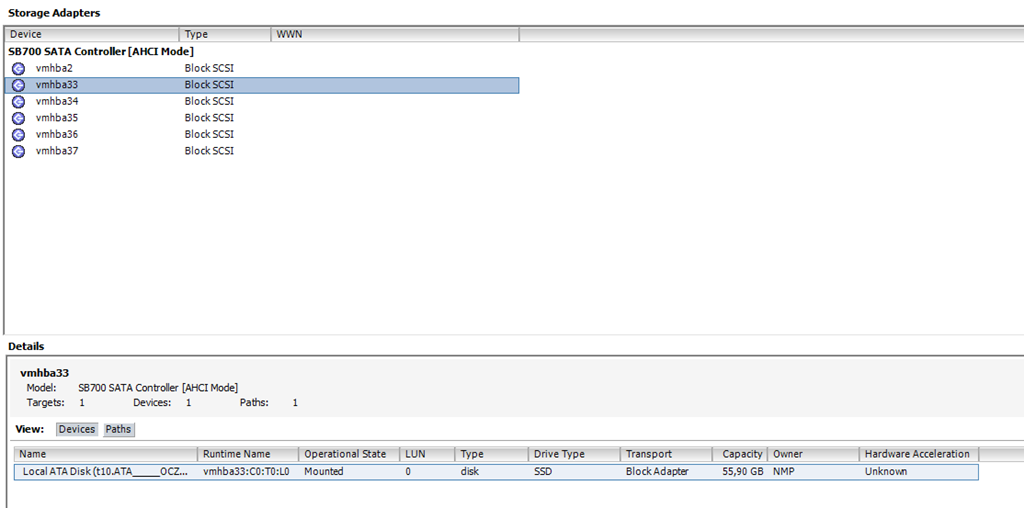 Storage Adapters
Device Type WWN
SB700 SATA Controller [AHCI Mode]
vmhba2 Block SCSI
vmhba33 Block SCSI
vmhba34 Block SCSI
vmhba35 Block SCSI
vmhba36 Block SCSI
vmhba37 Block SCSI
Details
vmhba33
Model: SB700 SATA Controller [AHCI Mode]
Targets: 1 Devices: 1 Paths: 1
View: Devices Paths
Name Runtime Name Operational State LUN Type Drive Type Transport Capacity Owner Hardware Acceleration
Local ATA Disk (t10.ATA_____OCZ... vmhba33:C0:T0:L0 Mounted 0 disk SSD Block Adapter 55,90 GB NMP Unknown